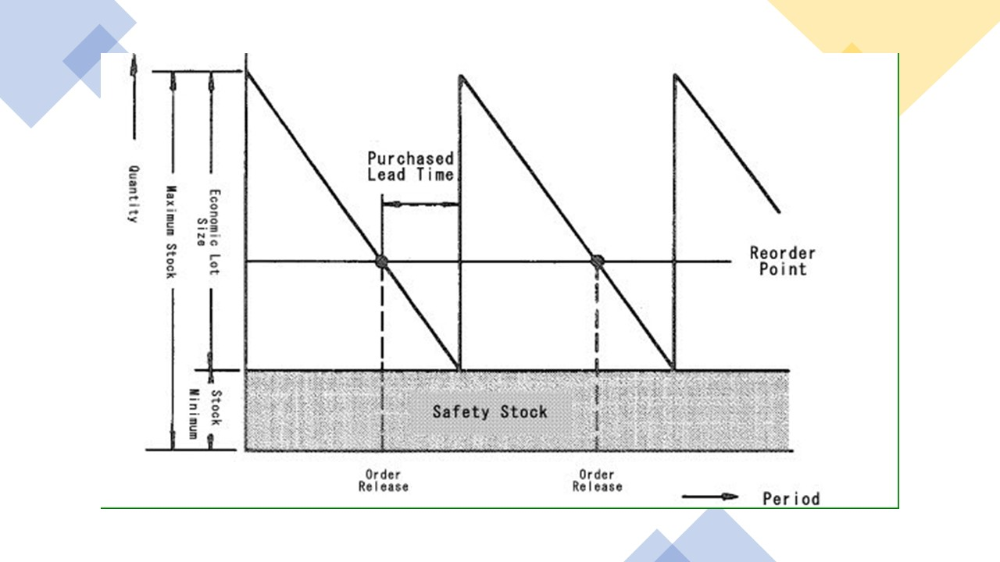 Quantity
Maximum Stock
Economic Lot
Size
Stock
Minimum
Purchased
Lead Time
Reorder
Point
Safety Stock
Order
Release
Order
Release
Period